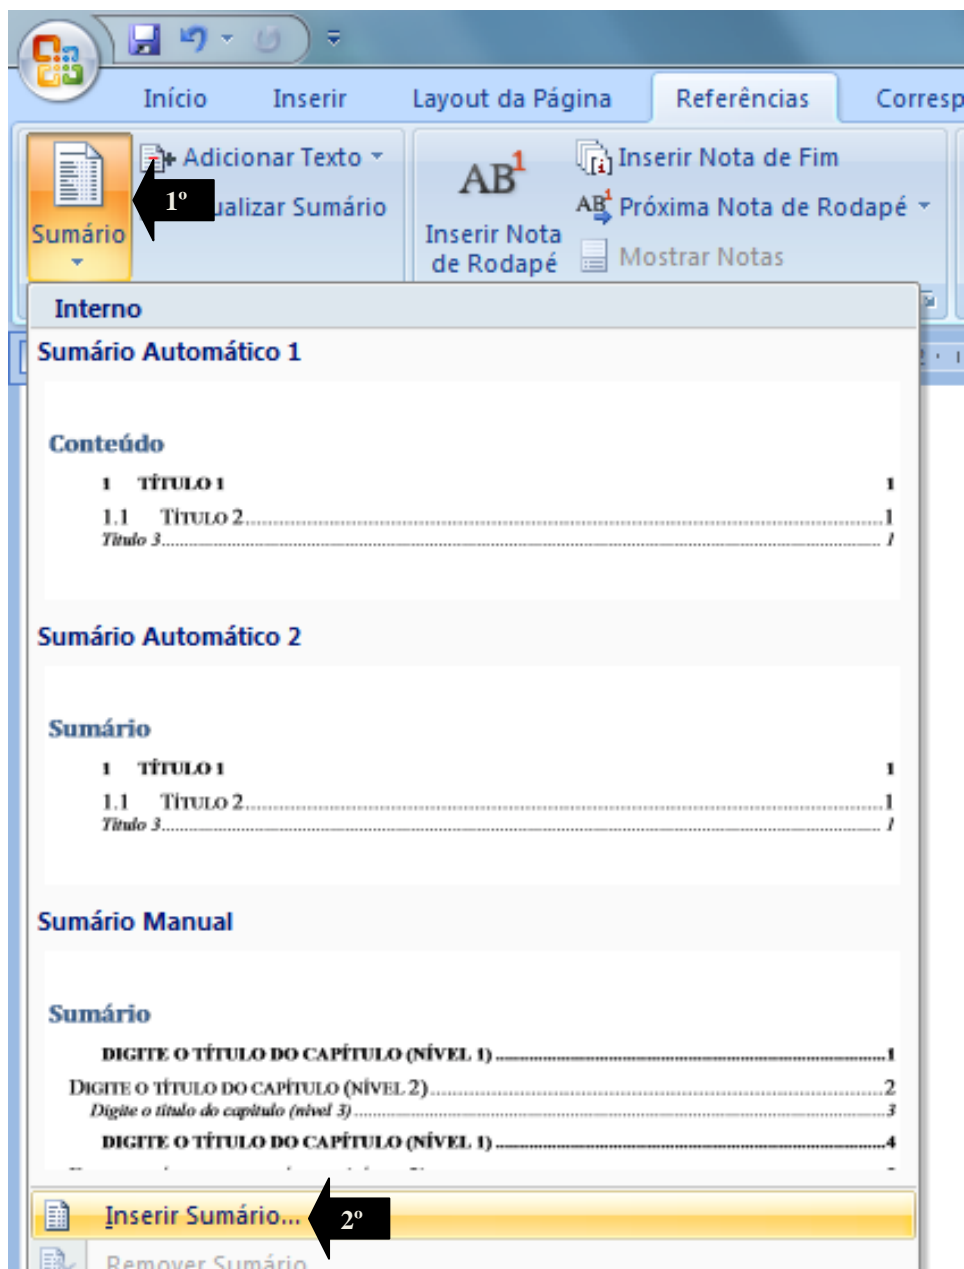 Início Inserir Layout da Página Referências Corresp
Adicionar Texto
1º
ualizar Sumário
Sumário
AB1
Inserir Nota
de Rodapé
Inserir Nota de Fim
AB1 Próxima Nota de Rodapé
Mostrar Notas
Interno
Sumário Automático 1
Conteúdo
1 TÍTULO 1 1
1.1 TÍTULO 2 1
Título 3 1
Sumário Automático 2
Sumário
1 TÍTULO 1 1
1.1 TÍTULO 2 1
Título 3 1
Sumário Manual
Sumário
DIGITE O TÍTULO DO CAPÍTULO (NÍVEL 1) 1
DIGITE O TÍTULO DO CAPÍTULO (NÍVEL 2) 2
Digite o título do capítulo (nível 3) 3
DIGITE O TÍTULO DO CAPÍTULO (NÍVEL 1) 4
Inserir Sumário... 2º
Remover Sumário